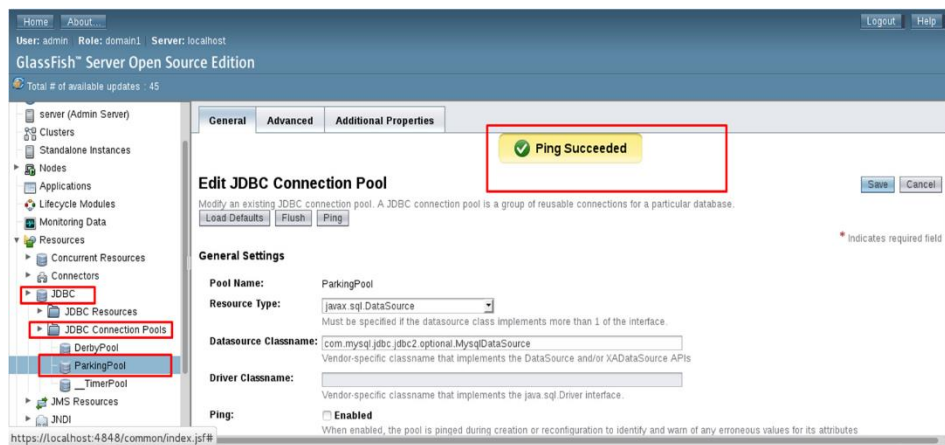 Home About...
Logout Help
User: admin Role: domain1 Server: localhost
GlassFish™ Server Open Source Edition
Total # of available updates : 45
server (Admin Server)
Clusters
Standalone Instances
Nodes
Applications
Lifecycle Modules
Monitoring Data
Resources
Concurrent Resources
Connectors
JDBC
JDBC Resources
JDBC Connection Pools
DerbyPool
ParkingPool
__TimerPool
JMS Resources
JNDI
https://localhost:4848/common/index.jsf#
General Advanced Additional Properties
Ping Succeeded
Edit JDBC Connection Pool
Save Cancel
Modify an existing JDBC connection pool. A JDBC connection pool is a group of reusable connections for a particular database.
Load Defaults Flush Ping
* Indicates required field
General Settings
Pool Name: ParkingPool
Resource Type: javax.sql.DataSource
Must be specified if the datasource class implements more than 1 of the interface.
Datasource Classname: com.mysql.jdbc.jdbc2.optional.MysqlDataSource
Vendor-specific classname that implements the DataSource and/or XADataSource APIs
Driver Classname:
Vendor-specific classname that implements the java.sql.Driver interface.
Ping: Enabled
When enabled, the pool is pinged during creation or reconfiguration to identify and warn of any erroneous values for its attributes